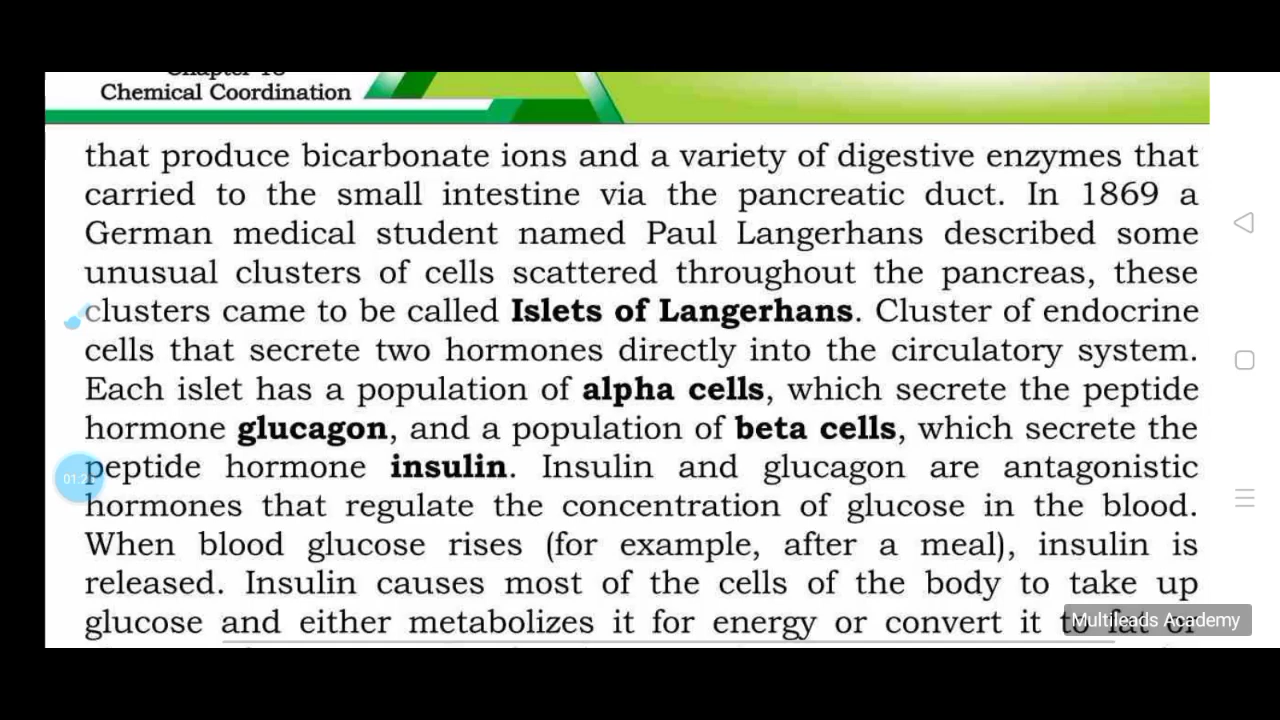 Chemical Coordination
that produce bicarbonate ions and a variety of digestive enzymes that
carried to the small intestine via the pancreatic duct. In 1869 a
German medical student named Paul Langerhans described some
unusual clusters of cells scattered throughout the pancreas, these
clusters came to be called Islets of Langerhans. Cluster of endocrine
cells that secrete two hormones directly into the circulatory system.
Each islet has a population of alpha cells, which secrete the peptide
hormone glucagon, and a population of beta cells, which secrete the
peptide hormone insulin. Insulin and glucagon are antagonistic
hormones that regulate the concentration of glucose in the blood.
When blood glucose rises (for example, after a meal), insulin is
released. Insulin causes most of the cells of the body to take up
glucose and either metabolizes it for energy or convert it to fat or
Multileads Academy